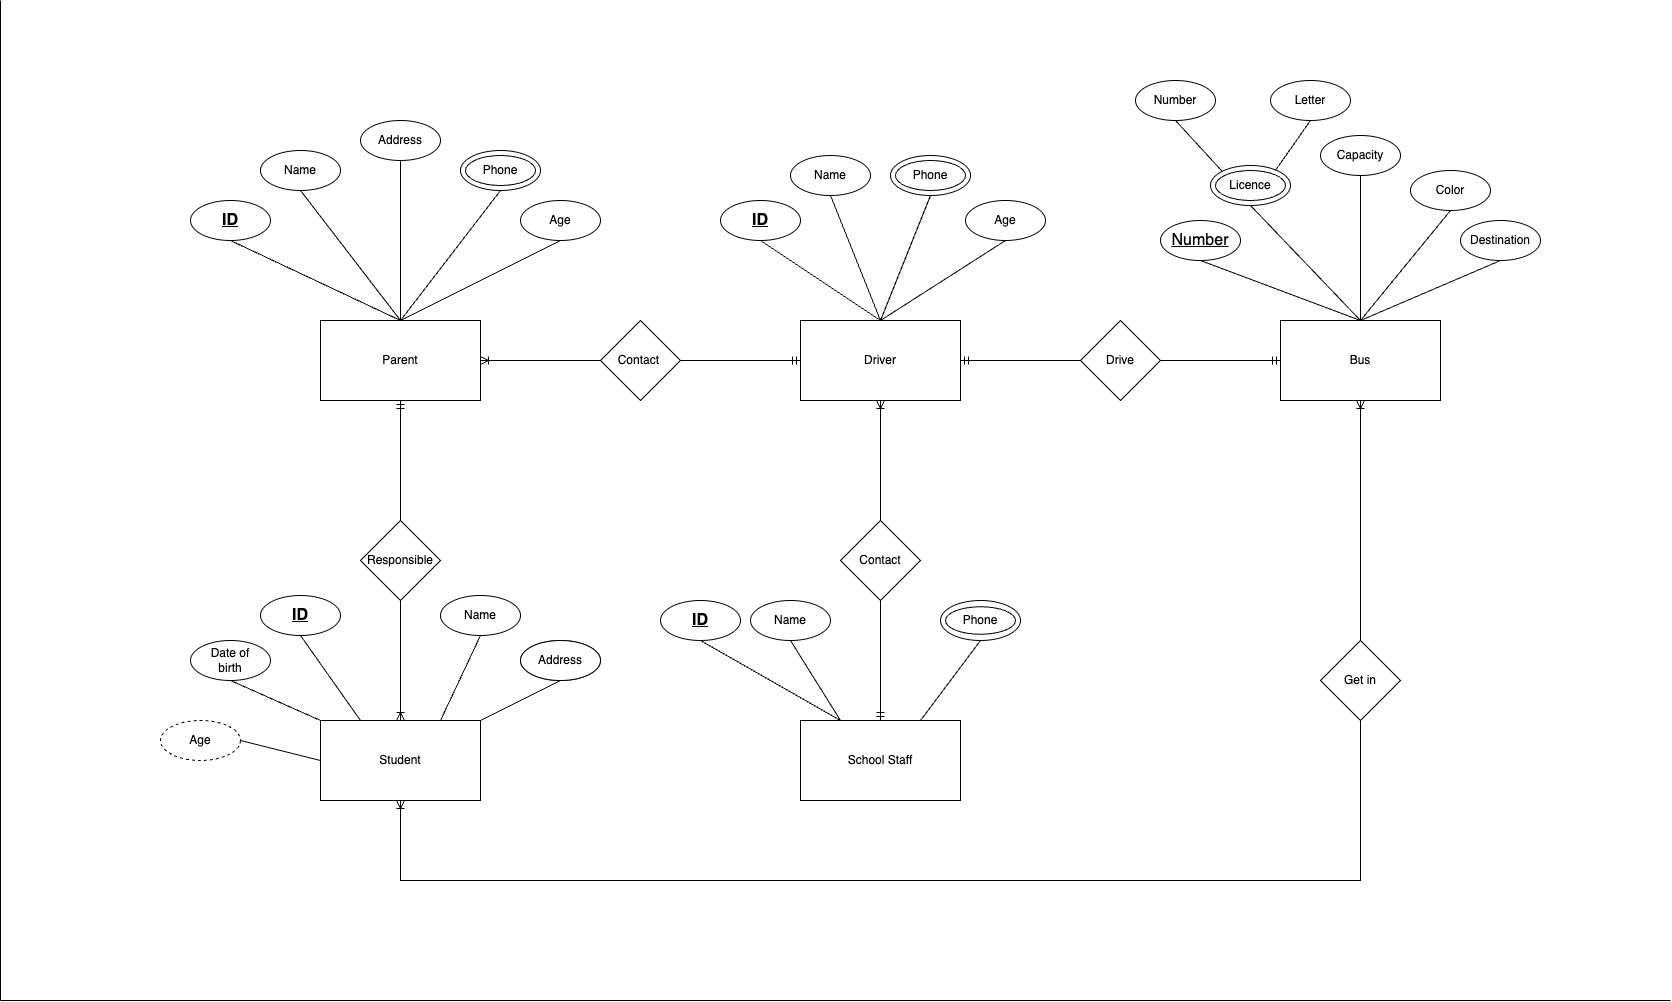 Number
Letter
Address
Capacity
Name
Phone
Name
Phone
Licence
Color
ID
Age
ID
Age
Number
Destination
Parent
Contact
Driver
Drive
Bus
Responsible
Contact
ID
Name
ID
Name
Phone
Date of
birth
Address
Get in
Age
Student
School Staff